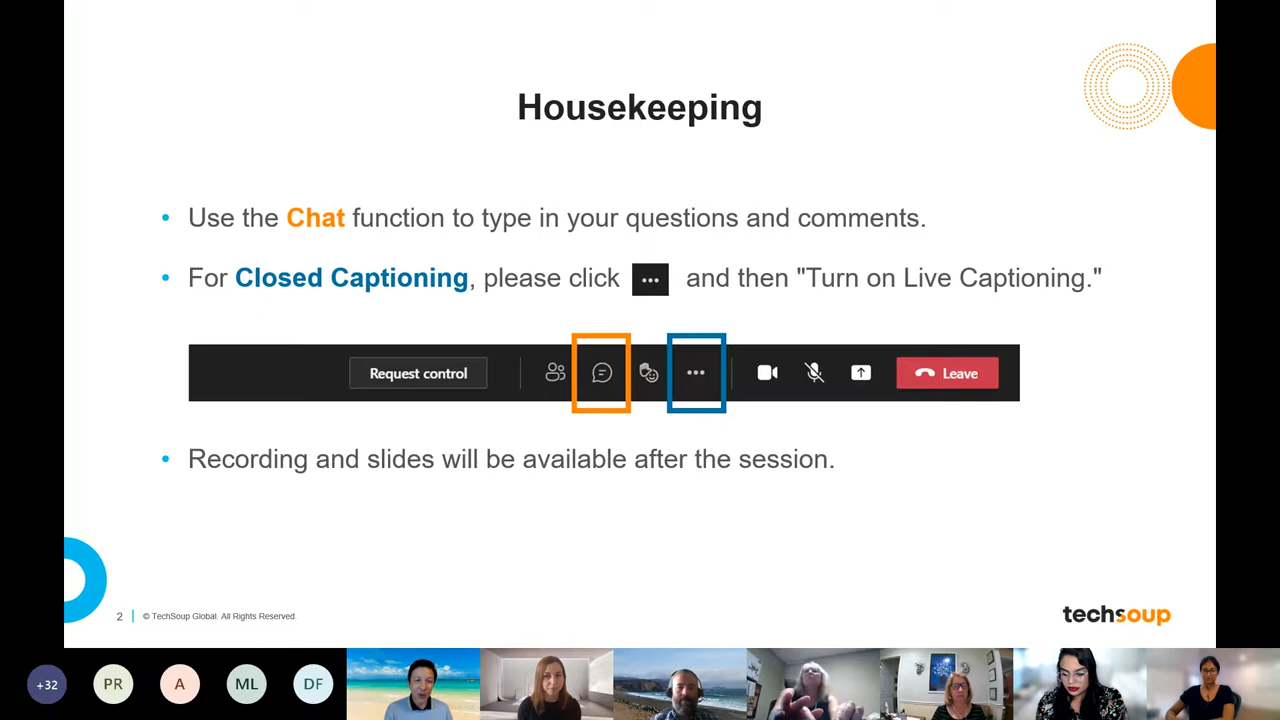 Housekeeping
• Use the Chat function to type in your questions and comments.
• For Closed Captioning, please click ... and then "Turn on Live Captioning."
Request control
Leave
• Recording and slides will be available after the session.
2 | © TechSoup Global. All Rights Reserved.
techsoup
+32 PR A ML DF